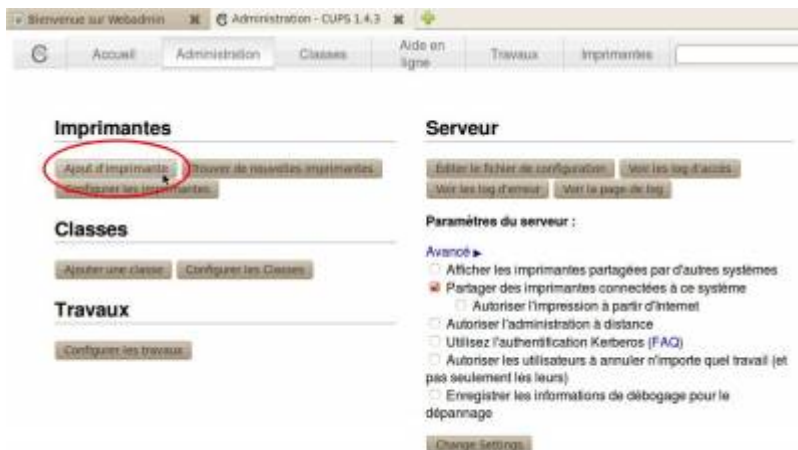 Bienvenue sur Webadmin
Administration - CUPS 1.4.3
Accueil
Administration
Classes
Aide en ligne
Travaux
Imprimantes
Imprimantes
Ajout d'imprimante
Trouver de nouvelles imprimantes
Configurer les imprimantes
Classes
Ajouter une classe
Configurer les Classes
Travaux
Configurer les travaux
Serveur
Editer le fichier de configuration
Voir les log d'accès
Voir les log d'erreur
Voir la page de log
Paramètres du serveur :
Avancé ▸
Afficher les imprimantes partagées par d'autres systèmes
Partager des imprimantes connectées à ce système
Autoriser l'impression à partir d'Internet
Autoriser l'administration à distance
Utilisez l'authentification Kerberos (FAQ)
Autoriser les utilisateurs à annuler n'importe quel travail (et
pas seulement les leurs)
Enregistrer les informations de débogage pour le
dépannage
Change Settings